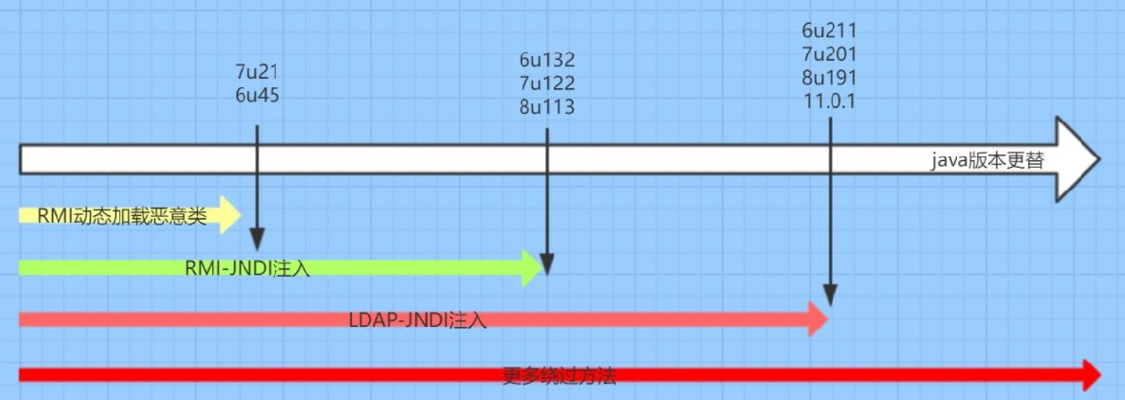 7u21
6u45
6u132
7u122
8u113
6u211
7u201
8u191
11.0.1
java版本更替
RMI动态加载恶意类
RMI-JNDI注入
LDAP-JNDI注入
更多绕过方法